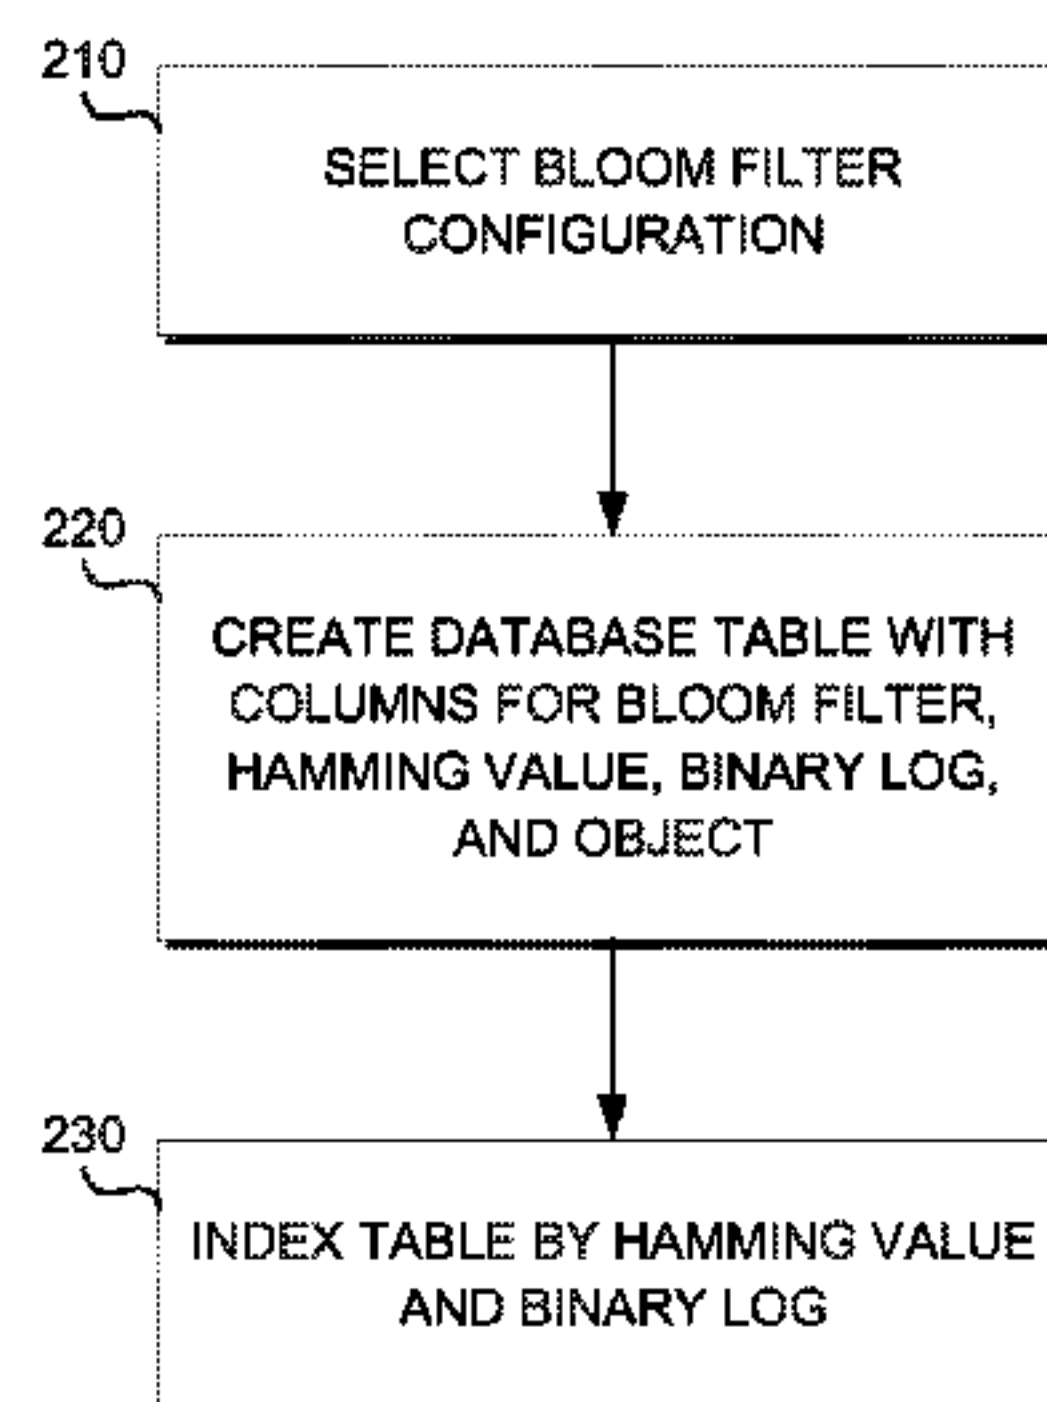 210
SELECT BLOOM FILTER
CONFIGURATION
220
CREATE DATABASE TABLE WITH
COLUMNS FOR BLOOM FILTER,
HAMMING VALUE, BINARY LOG,
AND OBJECT
230
INDEX TABLE BY HAMMING VALUE
AND BINARY LOG